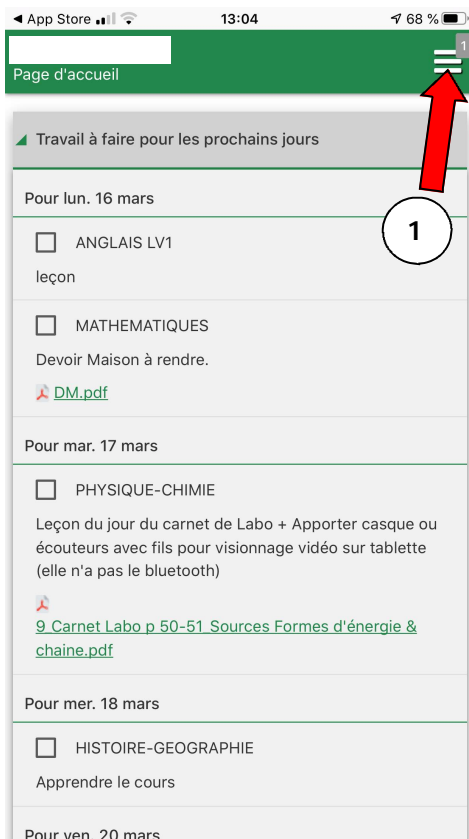 ◀ App Store 13:04 68 %
1
Page d'accueil
Travail à faire pour les prochains jours
Pour lun. 16 mars
1
ANGLAIS LV1
leçon
MATHEMATIQUES
Devoir Maison à rendre.
DM.pdf
Pour mar. 17 mars
PHYSIQUE-CHIMIE
Leçon du jour du carnet de Labo + Apporter casque ou
écouteurs avec fils pour visionnage vidéo sur tablette
(elle n'a pas le bluetooth)
9_Carnet Labo p 50-51_Sources Formes d'énergie &
chaine.pdf
Pour mer. 18 mars
HISTOIRE-GEOGRAPHIE
Apprendre le cours
Pour ven. 20 mars